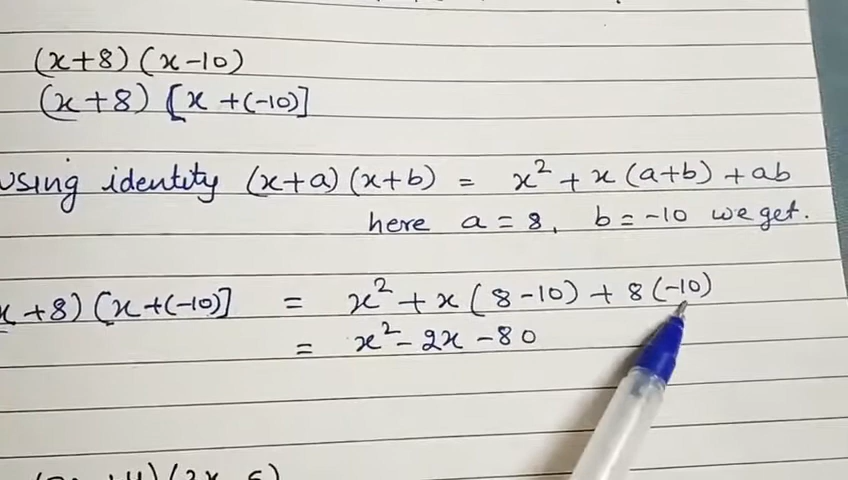 (x+8) (x-10)
(x+8) [x +(-10)]
using identity (x+a) (x+b) = x² + x (a+b) + ab
here a = 8, b = -10 we get.
x +8) (x+(-10)] = x² + x (8-10) + 8 (-10)
= x² - 2x - 80